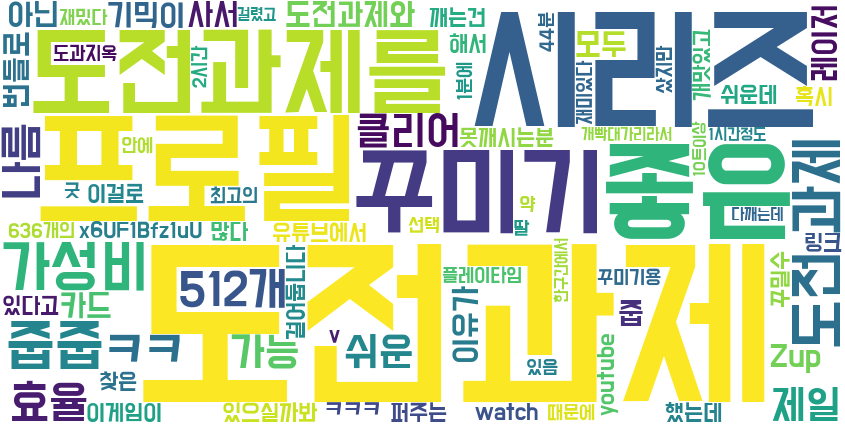 아닌
재밌다
기믹이
사서
걸렸고
도전과제와
깨는건
44분
모두
샀지만
시리즈
레이저
번들로
도과지옥
도전과제를
2시간
해서
1분에
재미있다
개맛있고
쉬운데
혹시
나름
프로필
안에
클리어
못깨시는분
개빡대가리라서
10트이상
1시간정도
꾸미기
좋은
과제
굿
이걸로
최고의
선택
약
딸
다깨는데
636개의
x6UF1Bfz1uU
많다
유튜브에서
한구간에서
링크
가성비
도전과제
512개
걸어둡니다
플레이타임
꾸미기용
꾸밀수
도전
있다고
카드
이유가
줍
줍줍
ㅋㅋ
가능
v
쉬운
있음
youtube
Zup
찾은
효율
이게임이
있으실까봐
ㅋㅋㅋ
퍼주는
watch
때문에
했는데
제일